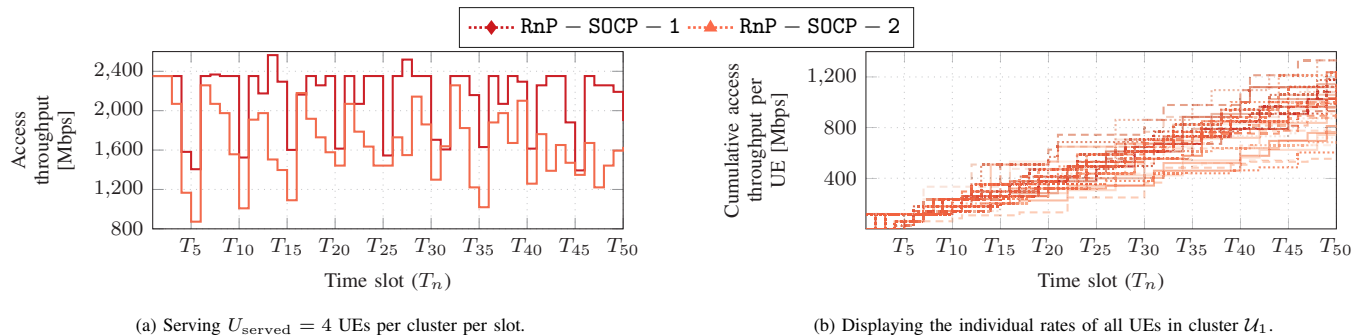 RnP − SOCP − 1 RnP − SOCP − 2
Access
throughput
[Mbps]
2,400
2,000
1,600
1,200
800
T5 T10 T15 T20 T25 T30 T35 T40 T45 T50
Time slot (Tn)
(a) Serving Userved = 4 UEs per cluster per slot.
Cumulative access
throughput per
UE [Mbps]
1,200
800
400
T5 T10 T15 T20 T25 T30 T35 T40 T45 T50
Time slot (Tn)
(b) Displaying the individual rates of all UEs in cluster U1.